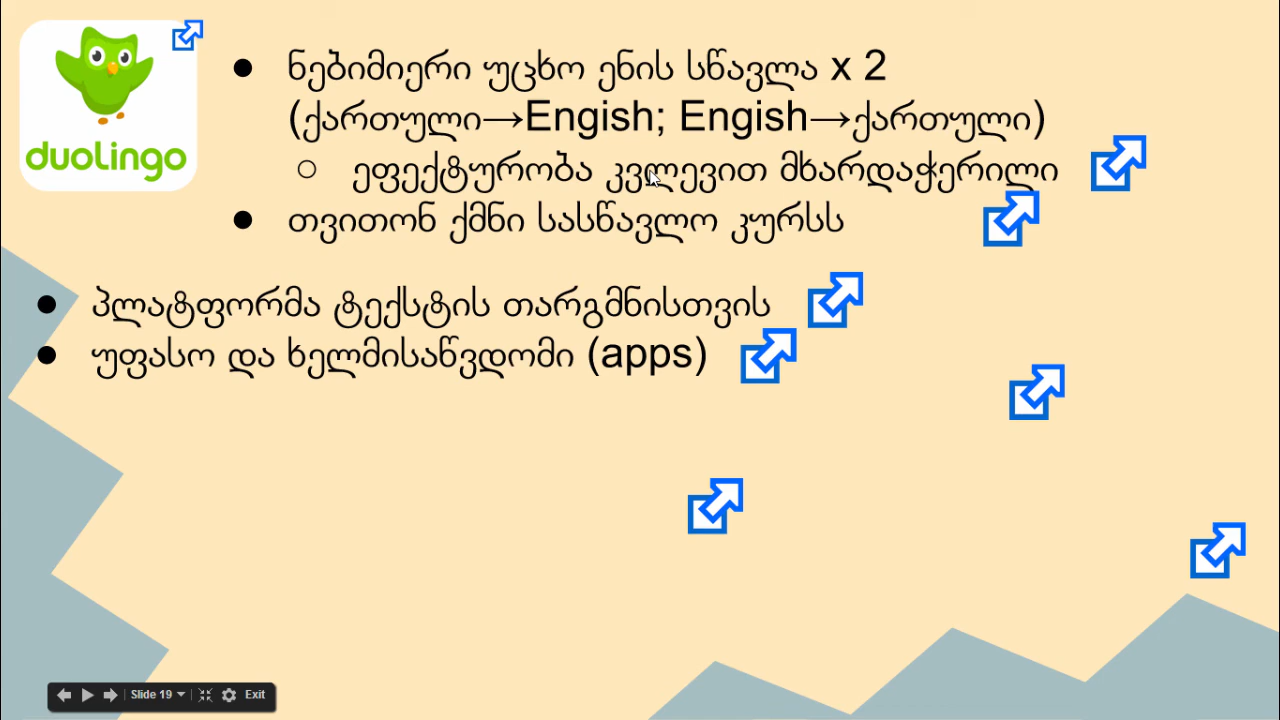 duolingo
● ნებიმიერი უცხო ენის სწავლა x 2
(ქართული→Engish; Engish→ქართული)
○ ეფექტურობა კვლევით მხარდაჭერილი
● თვითონ ქმნი სასწავლო კურსს
● პლატფორმა ტექსტის თარგმნისთვის
● უფასო და ხელმისაწვდომი (apps)
Slide 19 Exit